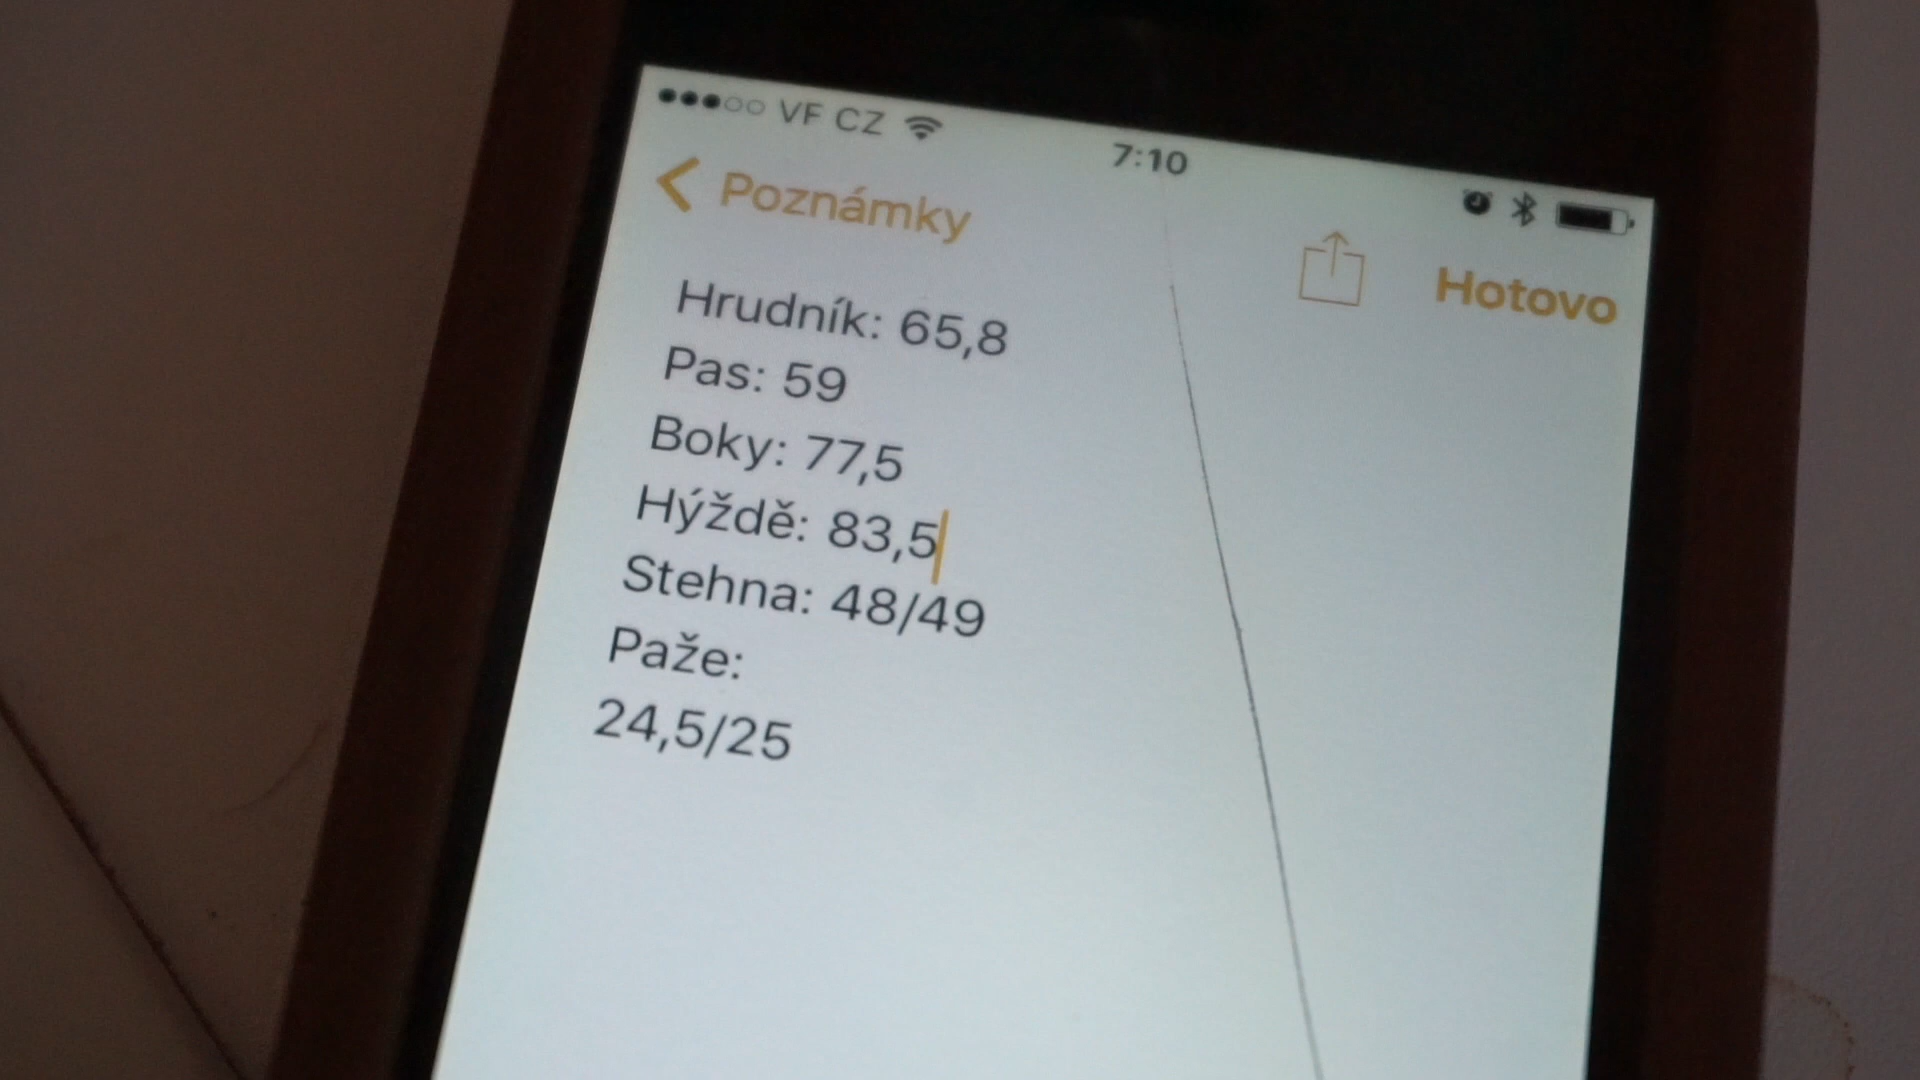 VF CZ 7:10
Poznámky Hotovo
Hrudník: 65,8
Pas: 59
Boky: 77,5
Hýždě: 83,5
Stehna: 48/49
Paže:
24,5/25